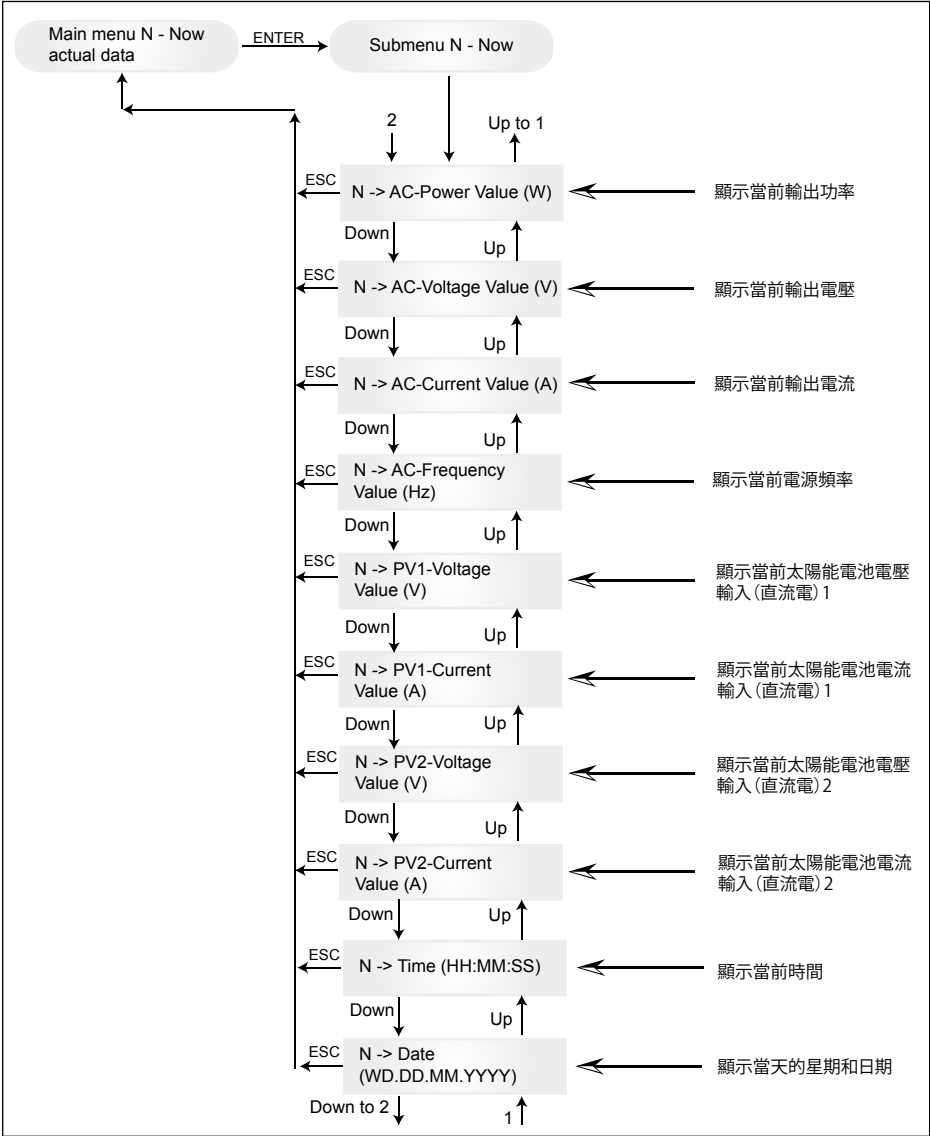 Main menu N - Now
actual data
ENTER
Submenu N - Now
2
Up to 1
ESC
N -> AC-Power Value (W)
顯示當前輸出功率
Down
Up
ESC
N -> AC-Voltage Value (V)
顯示當前輸出電壓
Down
Up
ESC
N -> AC-Current Value (A)
顯示當前輸出電流
Down
Up
ESC
N -> AC-Frequency
Value (Hz)
顯示當前電源頻率
Down
Up
ESC
N -> PV1-Voltage
Value (V)
顯示當前太陽能電池電壓
輸入(直流電)1
Down
Up
ESC
N -> PV1-Current
Value (A)
顯示當前太陽能電池電流
輸入(直流電)1
Down
Up
ESC
N -> PV2-Voltage
Value (V)
顯示當前太陽能電池電壓
輸入(直流電)2
Down
Up
ESC
N -> PV2-Current
Value (A)
顯示當前太陽能電池電流
輸入(直流電)2
Down
Up
ESC
N -> Time (HH:MM:SS)
顯示當前時間
Down
Up
ESC
N -> Date
(WD.DD.MM.YYYY)
顯示當天的星期和日期
Down to 2
1